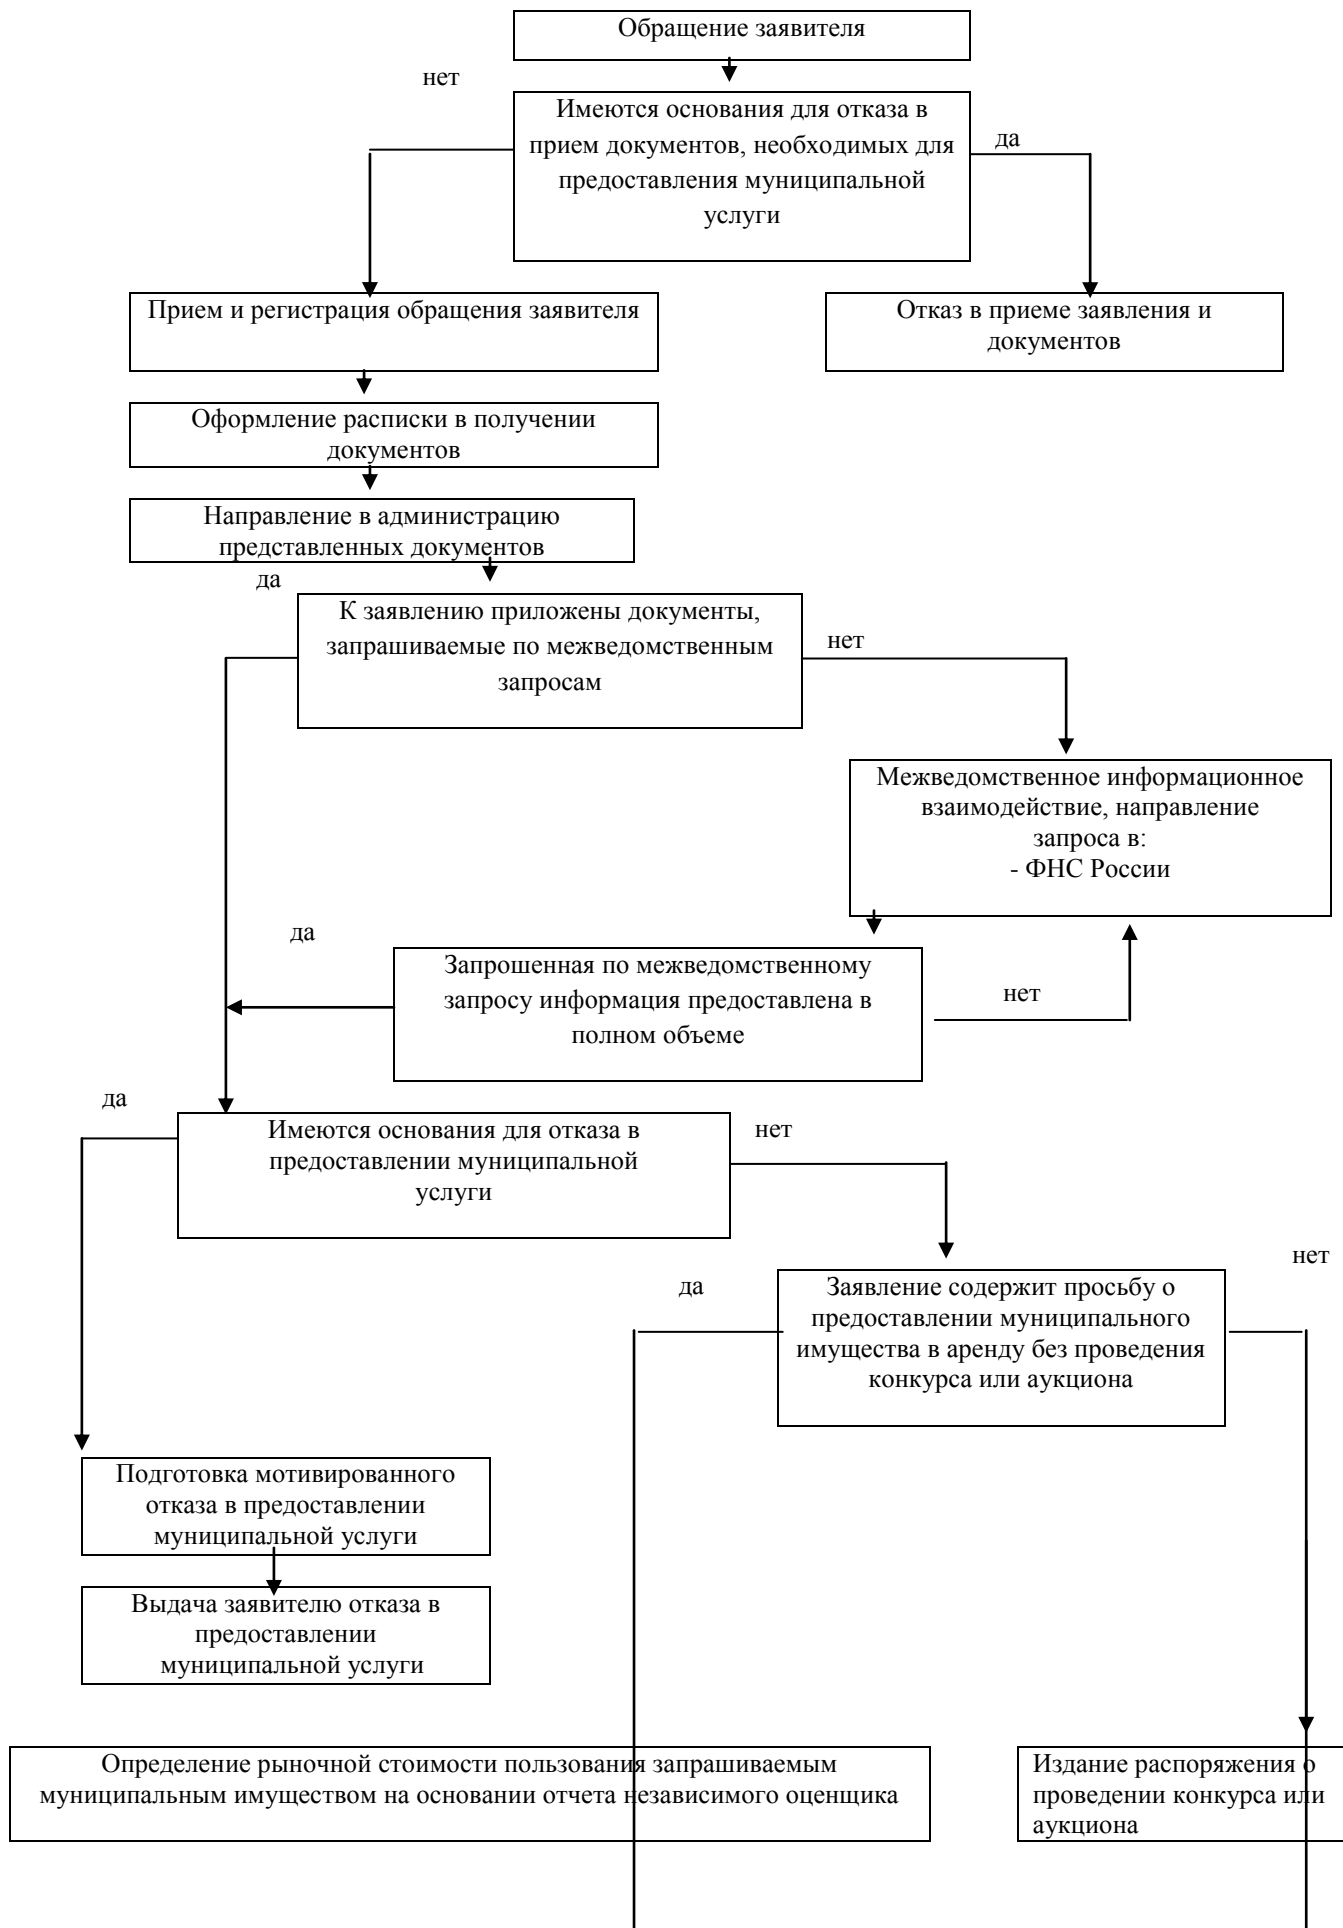 Обращение заявителя
нет
Имеются основания для отказа в
прием документов, необходимых для
предоставления муниципальной
услуги
да
Прием и регистрация обращения заявителя
Отказ в приеме заявления и
документов
Оформление расписки в получении
документов
Направление в администрацию
представленных документов
да
К заявлению приложены документы,
запрашиваемые по межведомственным
запросам
нет
Межведомственное информационное
взаимодействие, направление
запроса в:
- ФНС России
да
Запрошенная по межведомственному
запросу информация предоставлена в
полном объеме
нет
да
Имеются основания для отказа в
предоставлении муниципальной
услуги
нет
да
Заявление содержит просьбу о
предоставлении муниципального
имущества в аренду без проведения
конкурса или аукциона
нет
Подготовка мотивированного
отказа в предоставлении
муниципальной услуги
Выдача заявителю отказа в
предоставлении
муниципальной услуги
Определение рыночной стоимости пользования запрашиваемым
муниципальным имуществом на основании отчета независимого оценщика
Издание распоряжения о
проведении конкурса или
аукциона